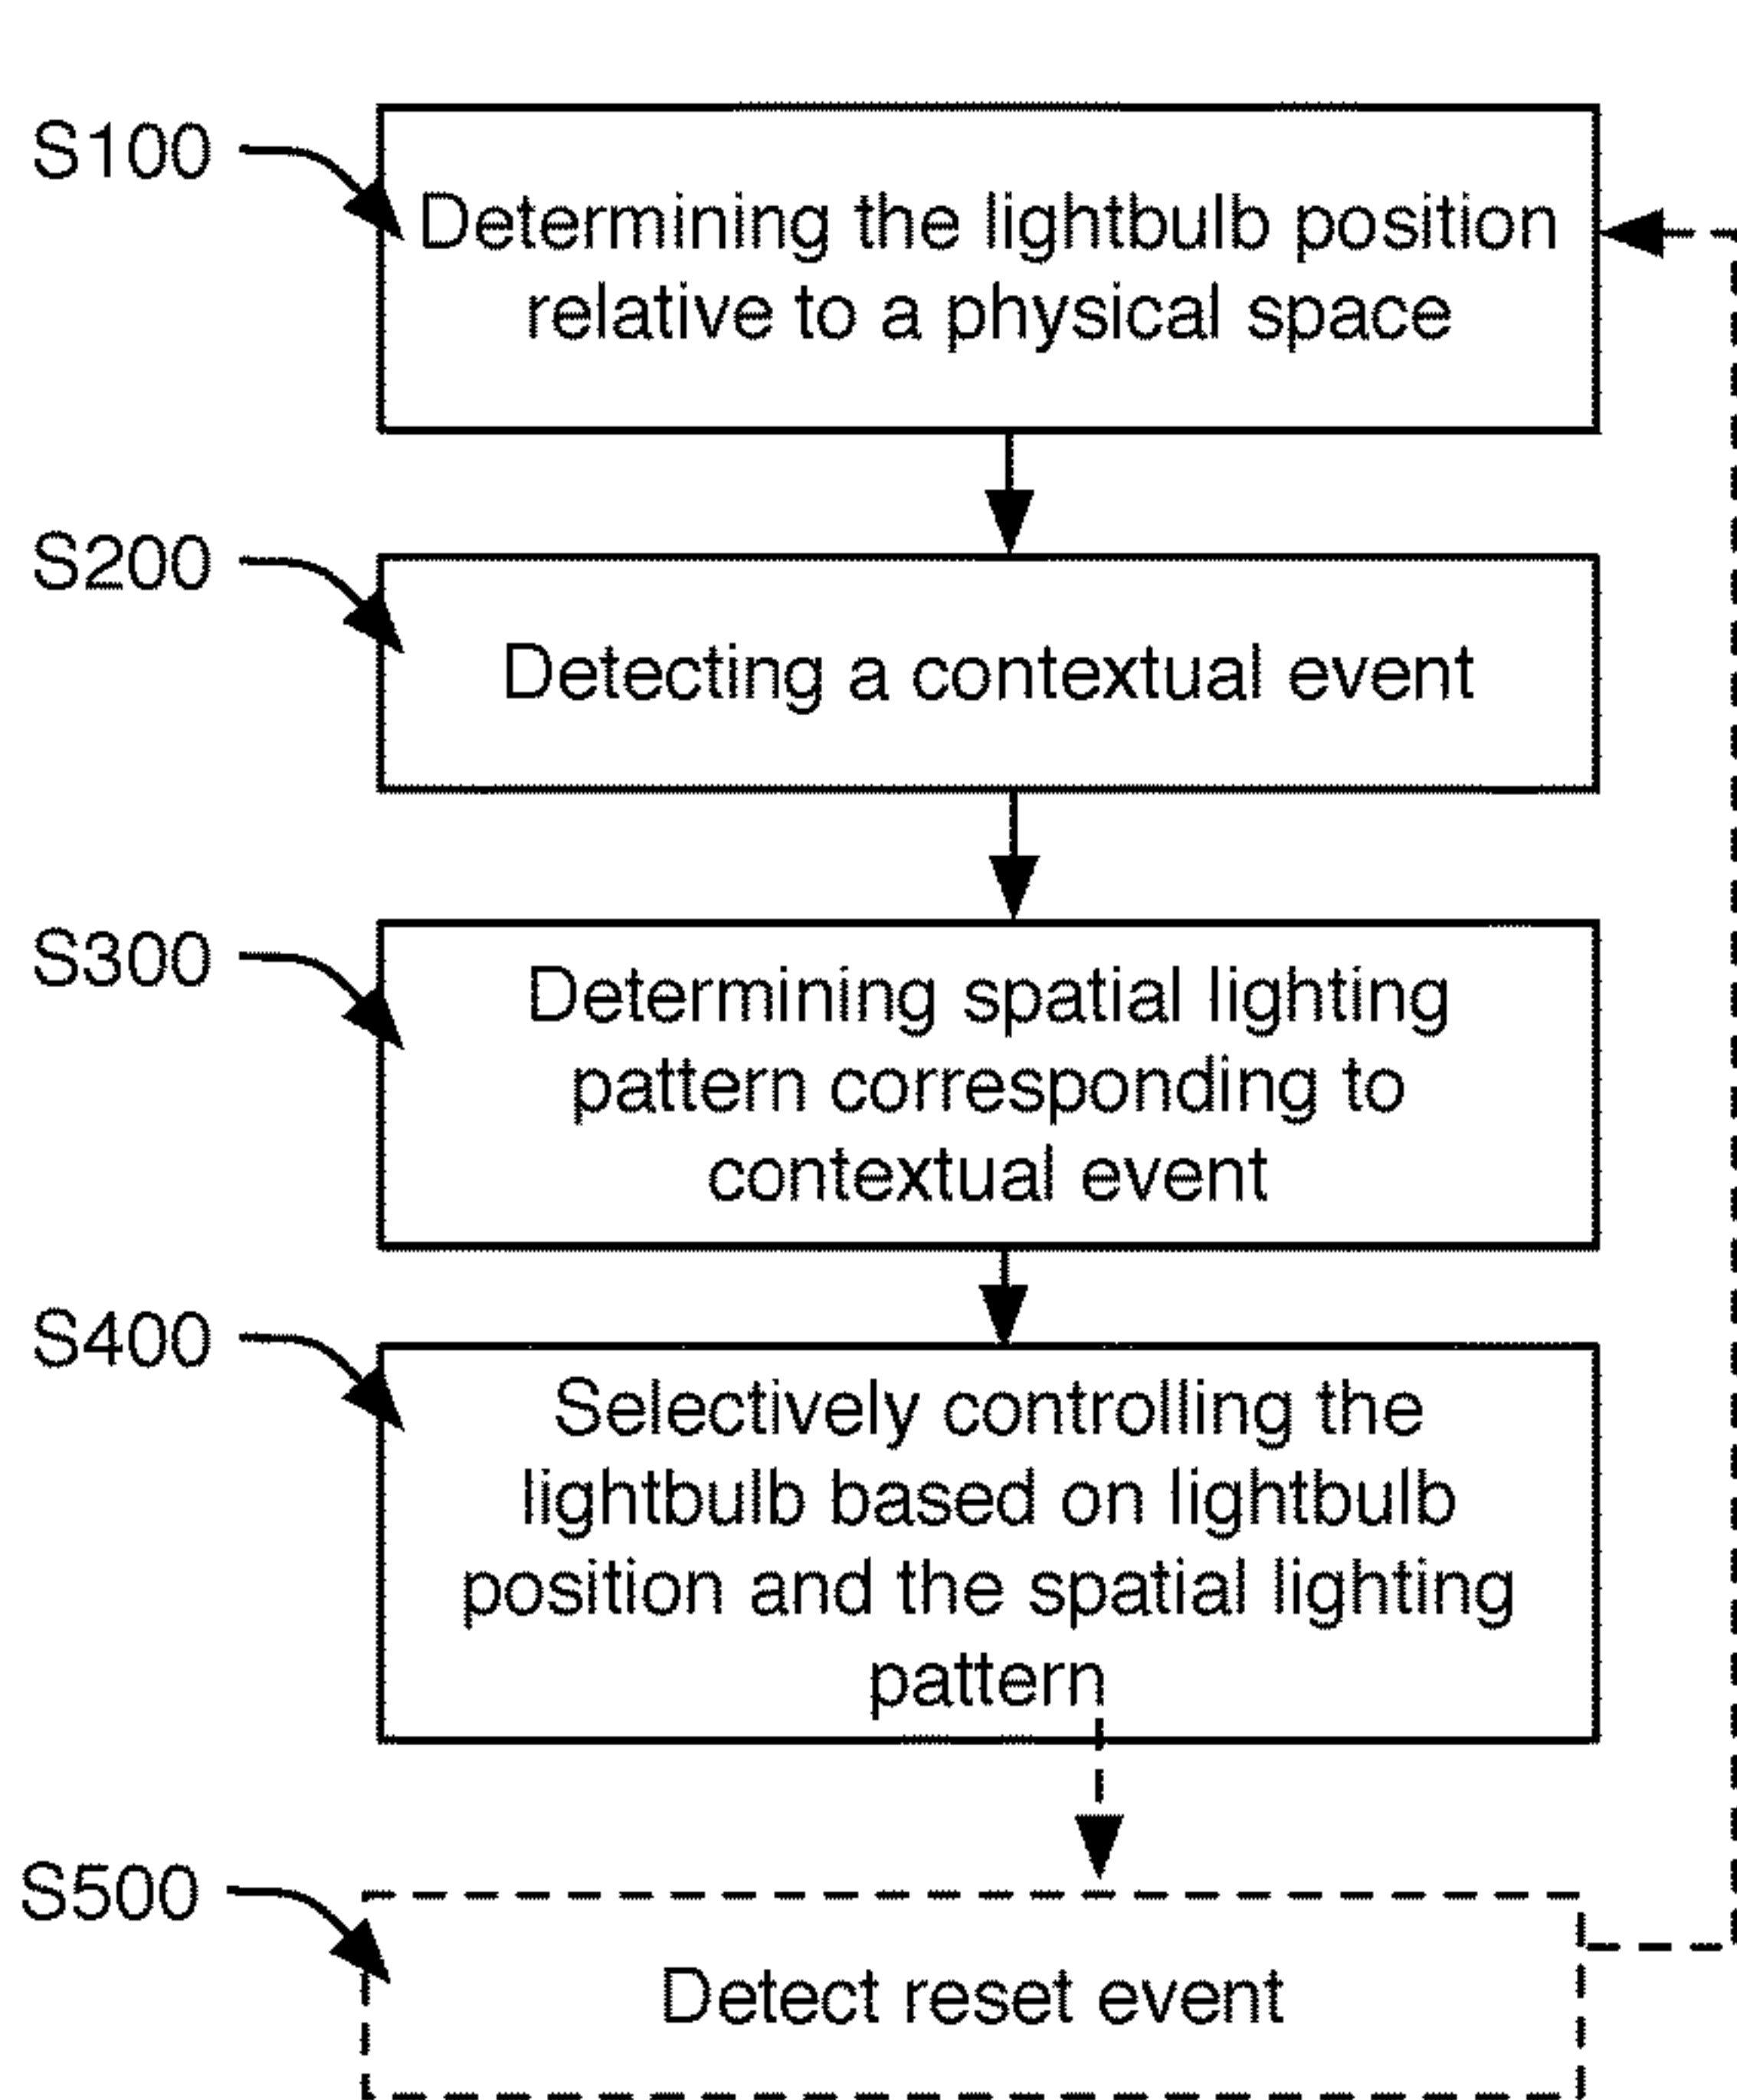 S100
Determining the lightbulb position
relative to a physical space
S200
Detecting a contextual event
S300
Determining spatial lighting
pattern corresponding to
contextual event
S400
Selectively controlling the
lightbulb based on lightbulb
position and the spatial lighting
pattern
S500
Detect reset event